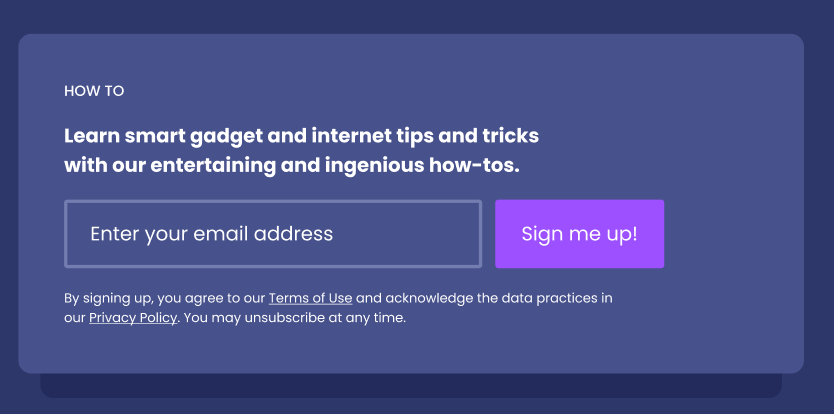 HOW TO
Learn smart gadget and internet tips and tricks
with our entertaining and ingenious how-tos.
Enter your email address
Sign me up!
By signing up, you agree to our Terms of Use and acknowledge the data practices in
our Privacy Policy. You may unsubscribe at any time.